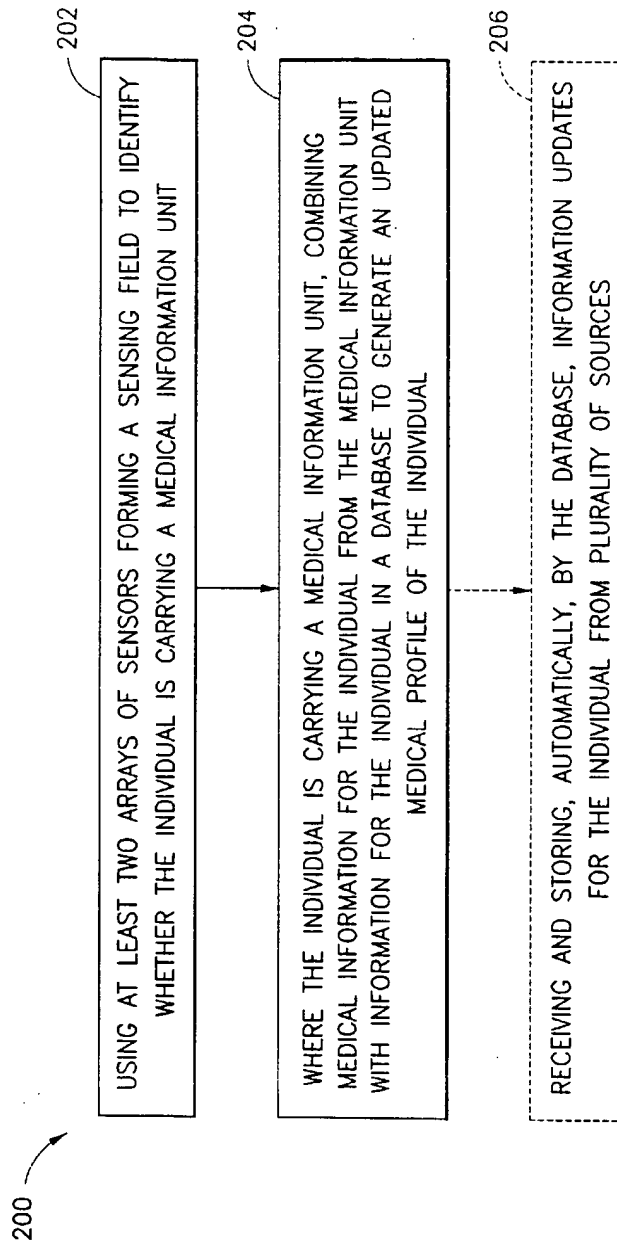 200
202
USING AT LEAST TWO ARRAYS OF SENSORS FORMING A SENSING FIELD TO IDENTIFY
WHETHER THE INDIVIDUAL IS CARRYING A MEDICAL INFORMATION UNIT
204
WHERE THE INDIVIDUAL IS CARRYING A MEDICAL INFORMATION UNIT, COMBINING
MEDICAL INFORMATION FOR THE INDIVIDUAL FROM THE MEDICAL INFORMATION UNIT
WITH INFORMATION FOR THE INDIVIDUAL IN A DATABASE TO GENERATE AN UPDATED
MEDICAL PROFILE OF THE INDIVIDUAL
206
RECEIVING AND STORING, AUTOMATICALLY, BY THE DATABASE, INFORMATION UPDATES
FOR THE INDIVIDUAL FROM PLURALITY OF SOURCES